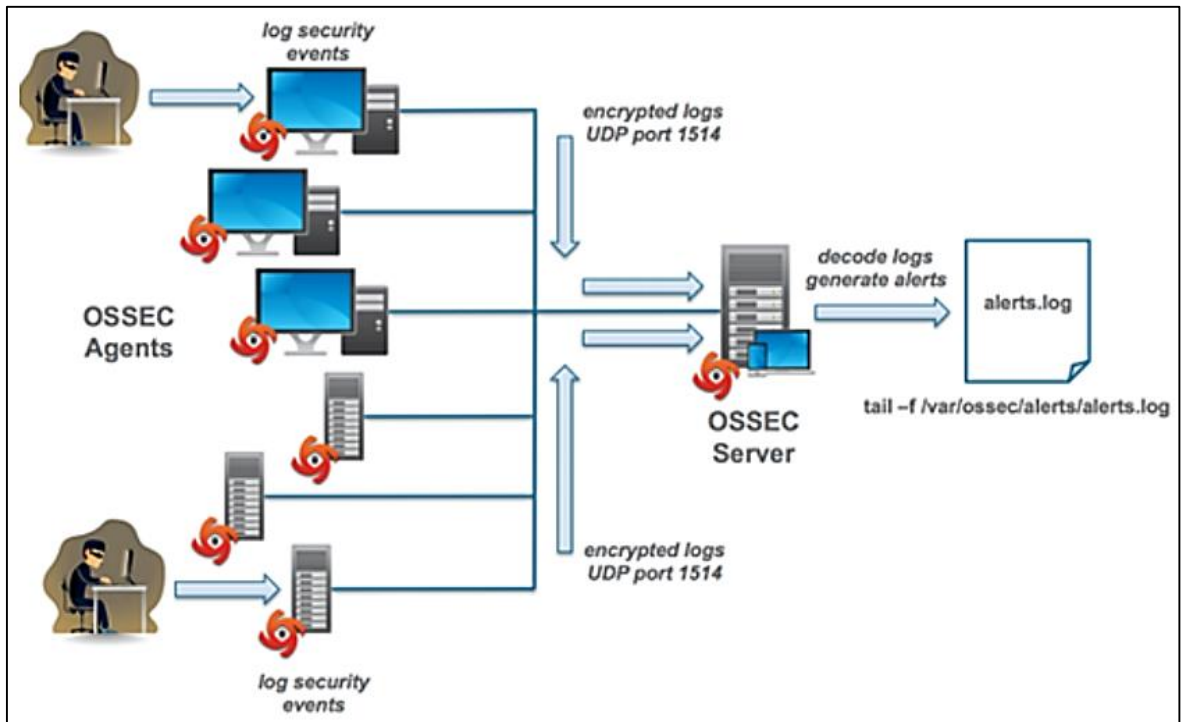 log security
events
encrypted logs
UDP port 1514
decode logs
generate alerts
alerts.log
OSSEC
Agents
tail –f /var/ossec/alerts/alerts.log
OSSEC
Server
encrypted logs
UDP port 1514
log security
events